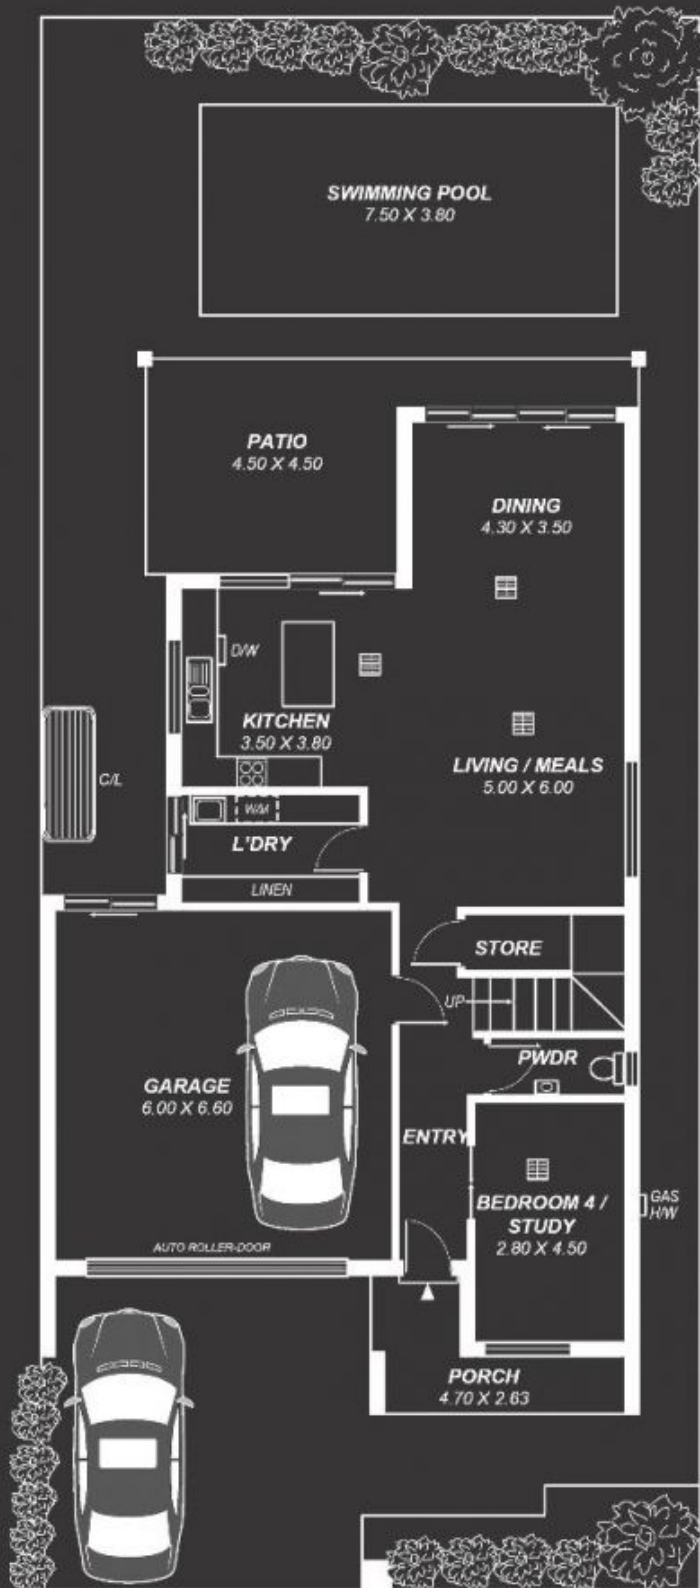 SWIMMING POOL
7.50 X 3.80
PATIO
4.50 X 4.50
DINING
4.30 X 3.50
D/W
KITCHEN
3.50 X 3.80
LIVING / MEALS
5.00 X 6.00
C/L
W/M
L'DRY
LINEN
STORE
UP
PWDR
GARAGE
6.00 X 6.60
ENTRY
BEDROOM 4 /
STUDY
2.80 X 4.50
GAS
H/W
AUTO ROLLER-DOOR
PORCH
4.70 X 2.63